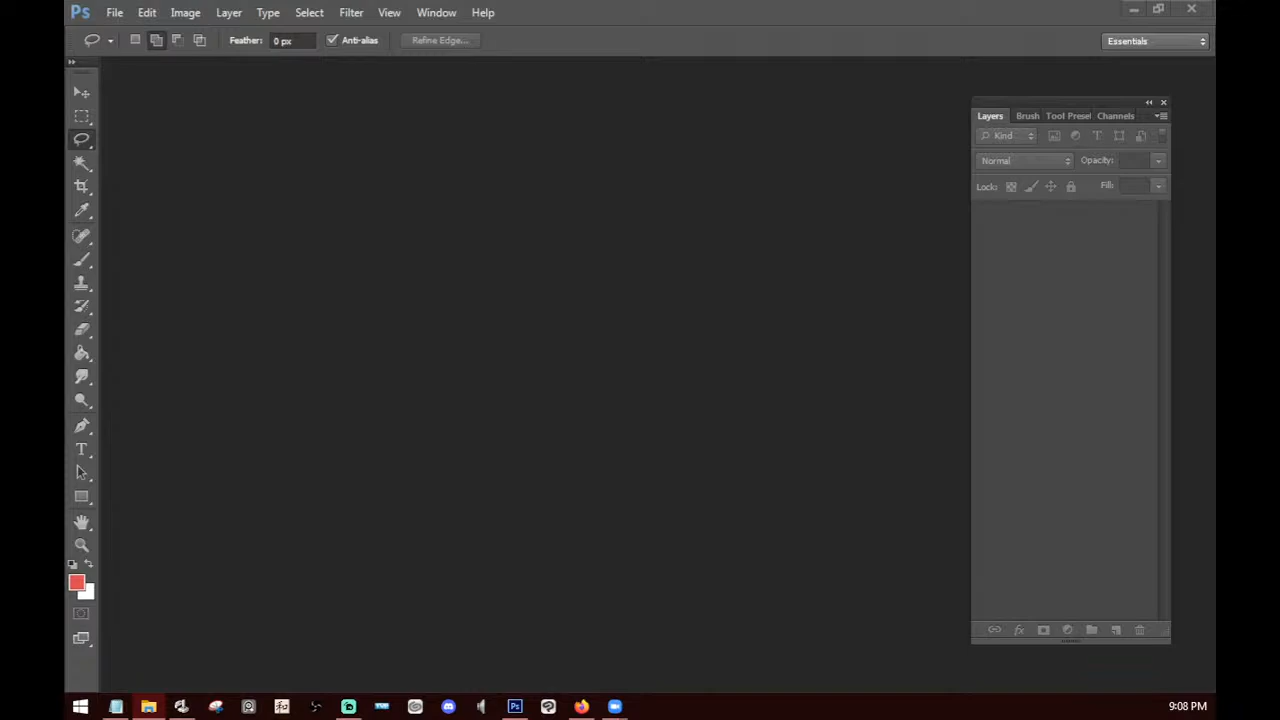 Ps File Edit Image Layer Type Select Filter View Window Help
Feather: 0 px Anti-alias Refine Edge... Essentials
Layers Brush Tool Preset Channels
Kind
Normal Opacity:
Lock: Fill:
T
Ps
9:08 PM